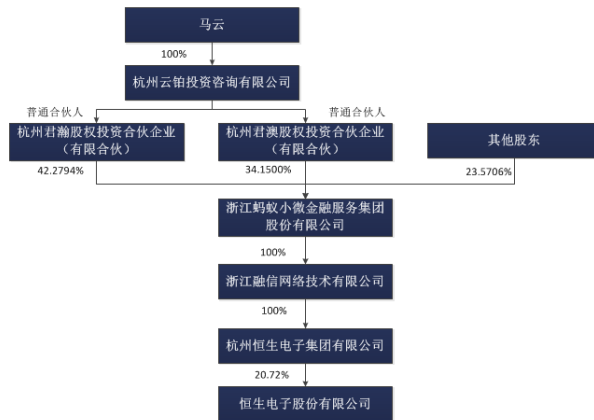 马云
100%
杭州云铂投资咨询有限公司
普通合伙人
普通合伙人
杭州君瀚股权投资合伙企业
（有限合伙）
杭州君澳股权投资合伙企业
（有限合伙）
其他股东
42.2794%
34.1500%
23.5706%
浙江蚂蚁小微金融服务集团
股份有限公司
100%
浙江融信网络技术有限公司
100%
杭州恒生电子集团有限公司
20.72%
恒生电子股份有限公司